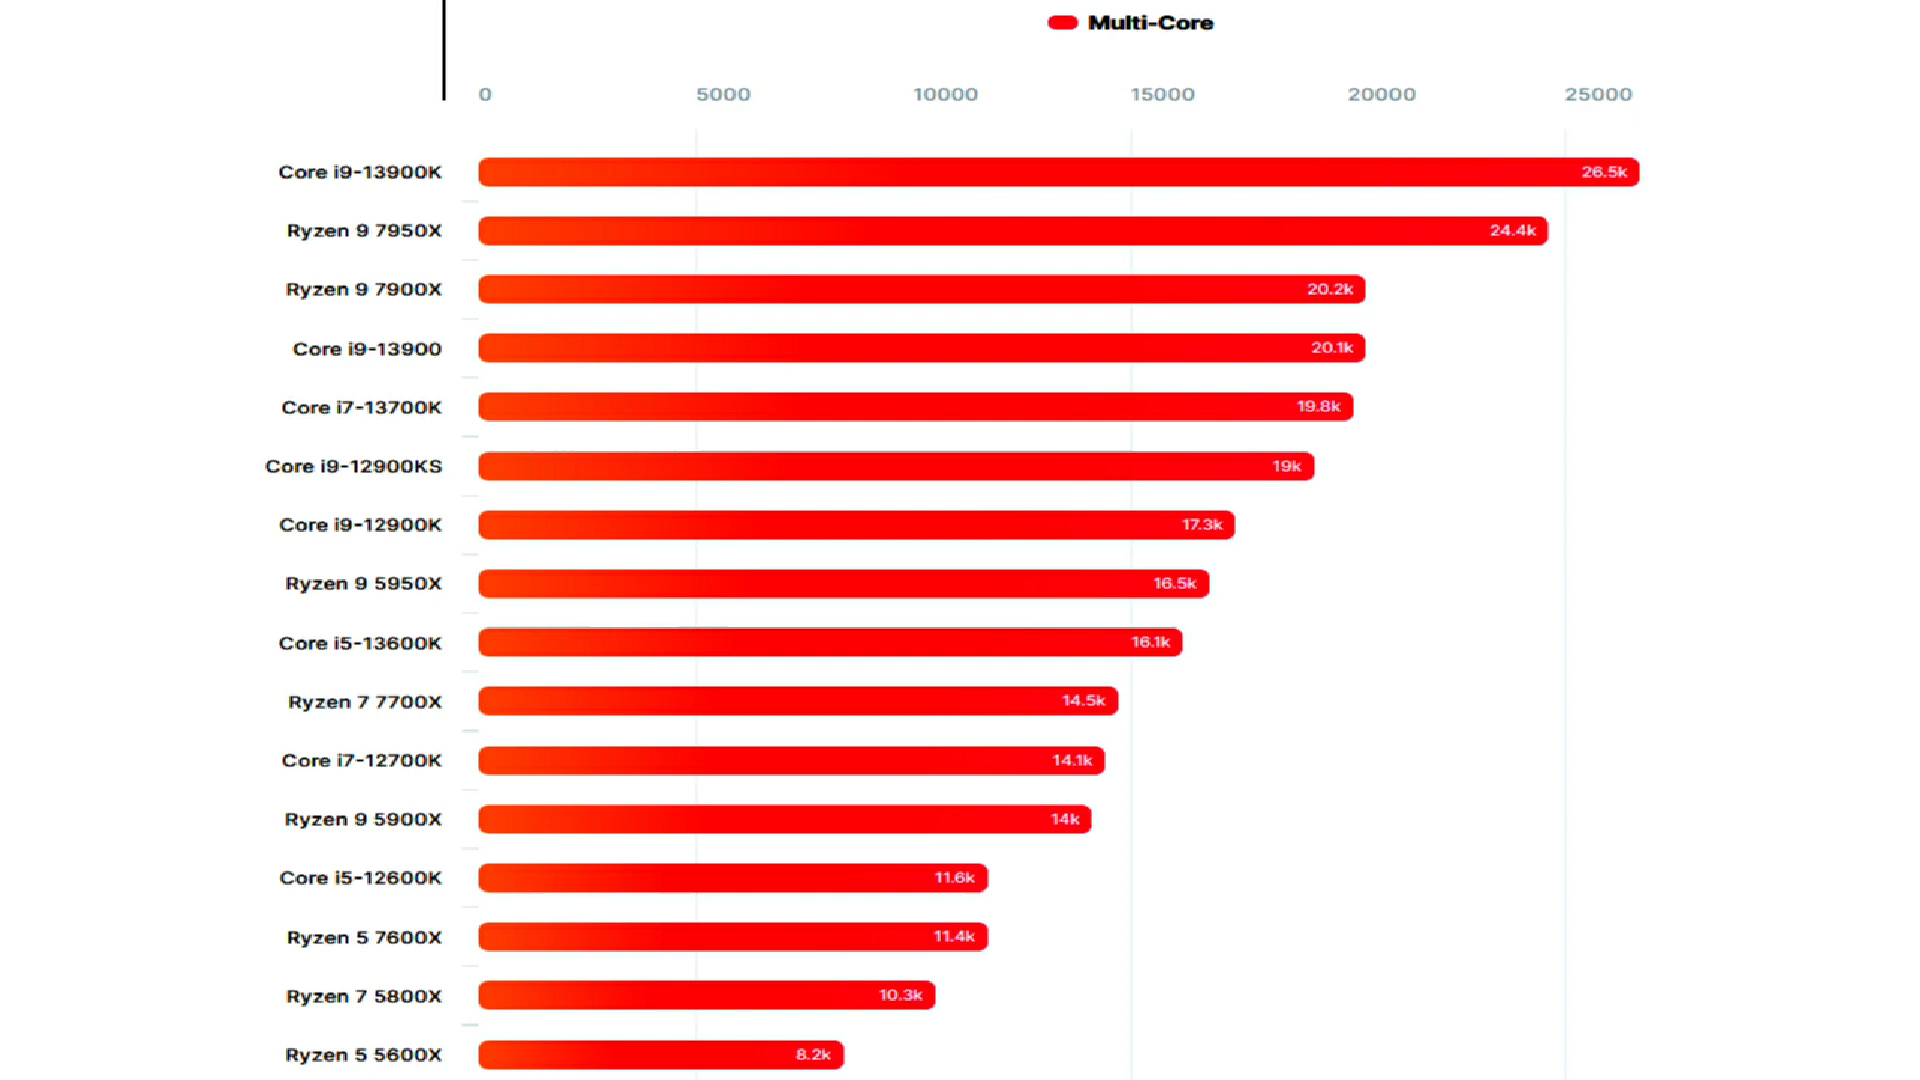 Multi-Core
0 5000 10000 15000 20000 25000
Core i9-13900K 26.5k
Ryzen 9 7950X 24.4k
Ryzen 9 7900X 20.2k
Core i9-13900 20.1k
Core i7-13700K 19.8k
Core i9-12900KS 19k
Core i9-12900K 17.3k
Ryzen 9 5950X 16.5k
Core i5-13600K 16.1k
Ryzen 7 7700X 14.5k
Core i7-12700K 14.1k
Ryzen 9 5900X 14k
Core i5-12600K 11.6k
Ryzen 5 7600X 11.4k
Ryzen 7 5800X 10.3k
Ryzen 5 5600X 8.2k